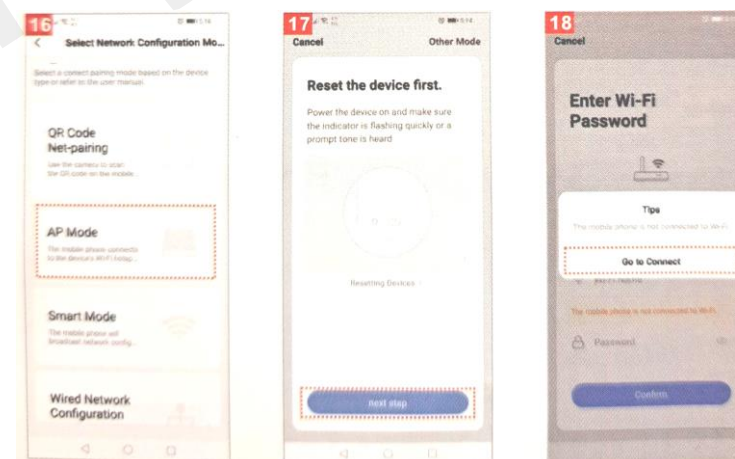 16
Select Network Configuration Mo...
Select a correct pairing mode based on the device
type or refer to the user manual
QR Code
Net-pairing
Use the camera to scan
the QR code on the mobile...
AP Mode
The mobile phone connects
to the device's Wi-Fi hotsp...
Smart Mode
The mobile phone will
broadcast network config...
Wired Network
Configuration
17
Cancel
Other Mode
Reset the device first.
Power the device on and make sure
the indicator is flashing quickly or a
prompt tone is heard
Resetting Devices
next step
18
Cancel
Enter Wi-Fi
Password
Tips
The mobile phone is not connected to Wi-Fi.
Go to Connect
The mobile phone is not connected to Wi-Fi.
Password
Confirm